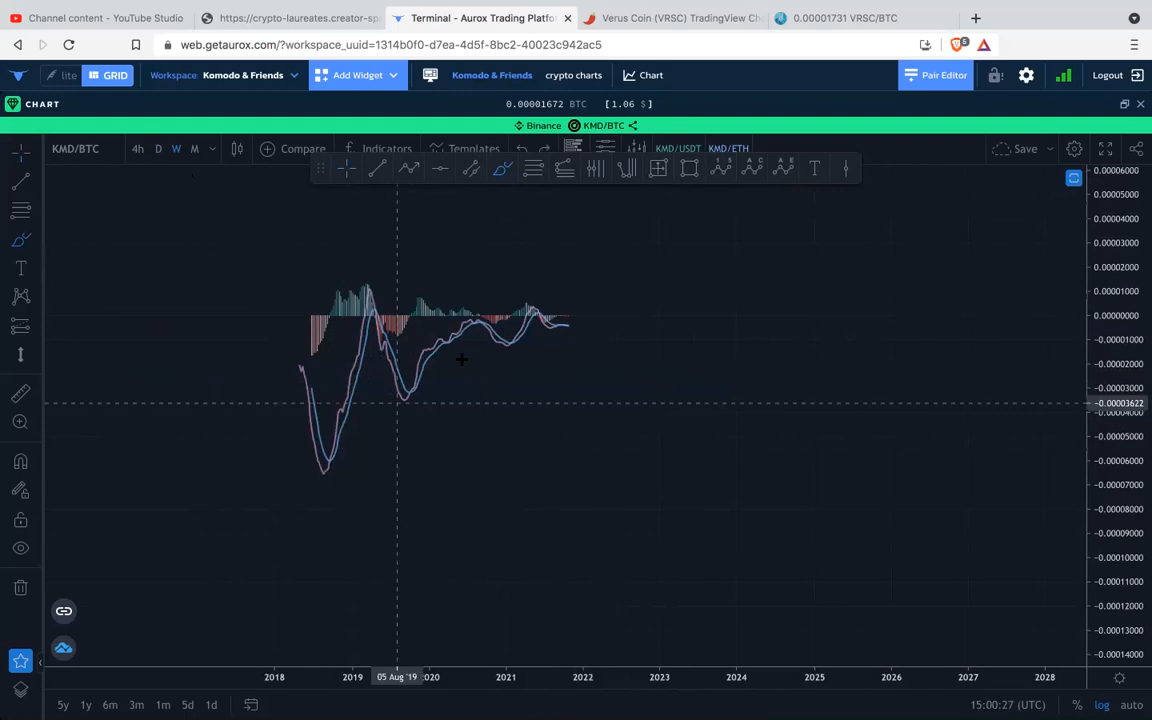 Channel content - YouTube Studio
https://crypto-laureates.creator-sp
Terminal - Aurox Trading Platfo
Verus Coin (VRSC) TradingView Ch
0.00001731 VRSC/BTC
web.getaurox.com/?workspace_uuid=1314b0f0-d7ea-4d5f-8bc2-40023c942ac5
5
lite GRID Workspace: Komodo & Friends Add Widget Komodo & Friends crypto charts Chart Pair Editor Logout
CHART 0.00001672 BTC [1.06 $]
Binance KMD/BTC
KMD/BTC 4h D W M Compare Indicators Templates KMD/USDT KMD/ETH Save
0.00006000
0.00005000
0.00004000
0.00003000
0.00002000
0.00001000
0.00000000
-0.00001000
-0.00002000
-0.00003000
-0.00003622
-0.00004000
-0.00005000
-0.00006000
-0.00007000
-0.00008000
-0.00009000
-0.00010000
-0.00011000
-0.00012000
-0.00013000
-0.00014000
2018 2019 05 Aug '19 2020 2021 2022 2023 2024 2025 2026 2027 2028
5y 1y 6m 3m 1m 5d 1d 15:00:27 (UTC) % log auto